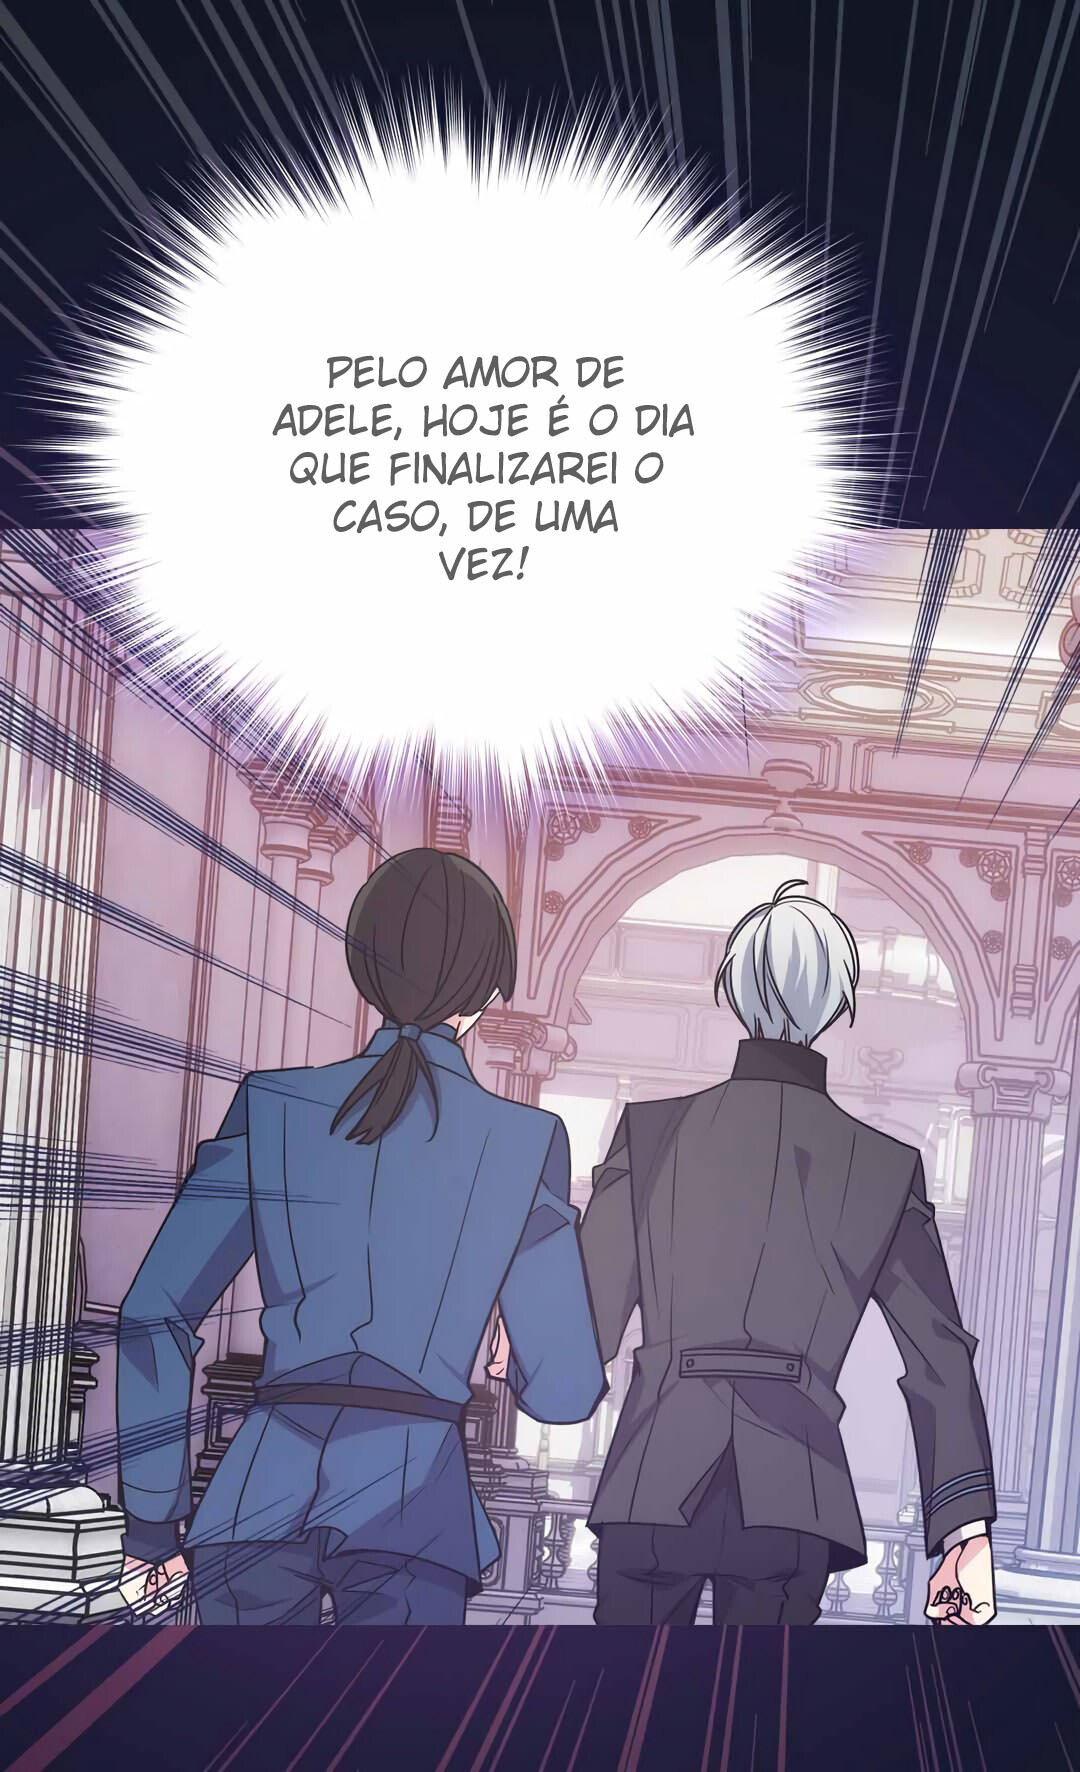 PELO AMOR DE
ADELE, HOJE É O DIA
QUE FINALIZAREI O
CASO, DE UMA
VEZ!